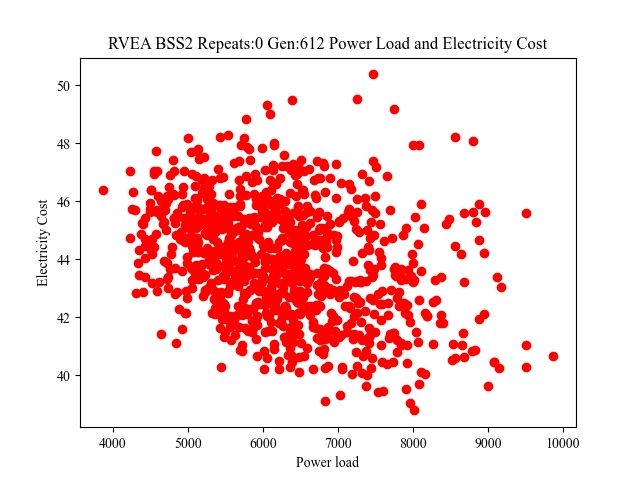 RVEA BSS2 Repeats:0 Gen:612 Power Load and Electricity Cost
50
48
46
44
42
40
Electricity Cost
4000 5000 6000 7000 8000 9000 10000
Power load